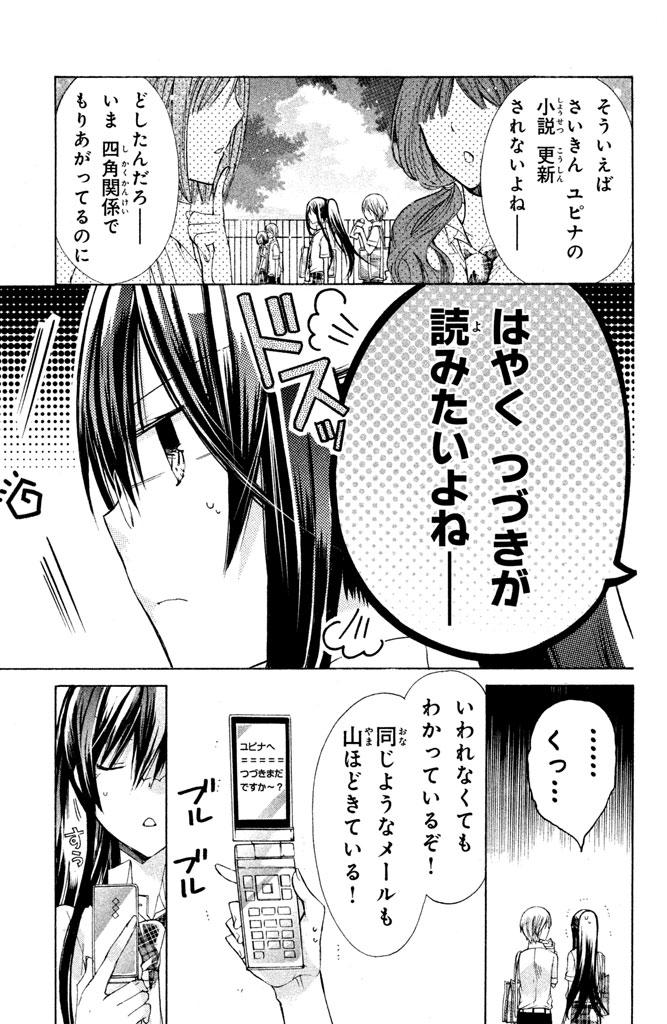 そういえば
さいきん ユピナの
小説 更新
されないよね――
どしたんだろ――
いま 四角関係で
もりあがってるのに
はやく つづきが
読みたいよね――
ドスッ
……
くっ…
いわれなくても
わかっているぞ！
同じようなメールも
山ほどきている！
ユピナへ
=====
つづきまだ
ですか～？
ブル
ブル
すぅ